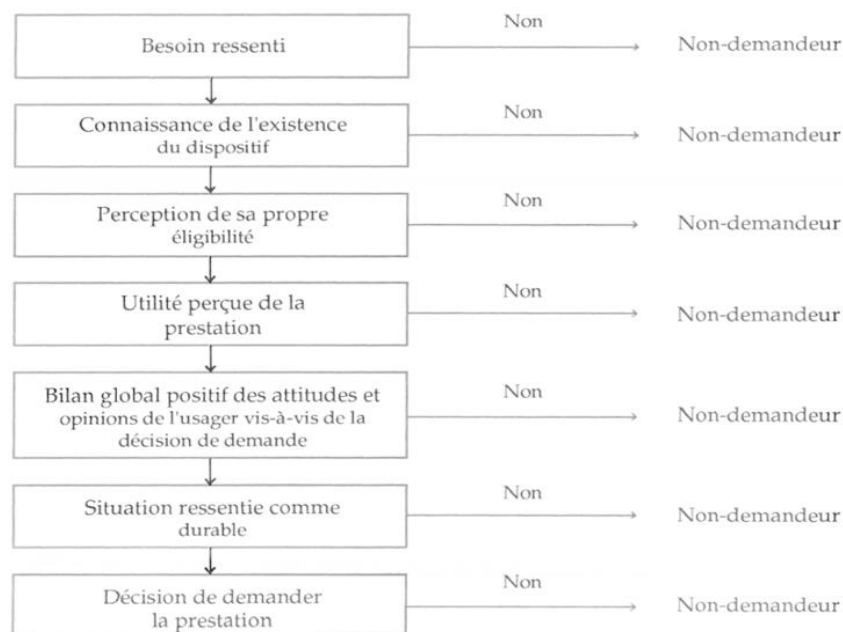 Non
Besoin ressenti
Non-demandeur
Non
Connaissance de l'existence
du dispositif
Non-demandeur
Non
Perception de sa propre
éligibilité
Non-demandeur
Non
Utilité perçue de la
prestation
Non-demandeur
Non
Bilan global positif des attitudes et
opinions de l'usager vis-à-vis de la
décision de demande
Non-demandeur
Non
Situation ressentie comme
durable
Non-demandeur
Non
Décision de demander
la prestation
Non-demandeur